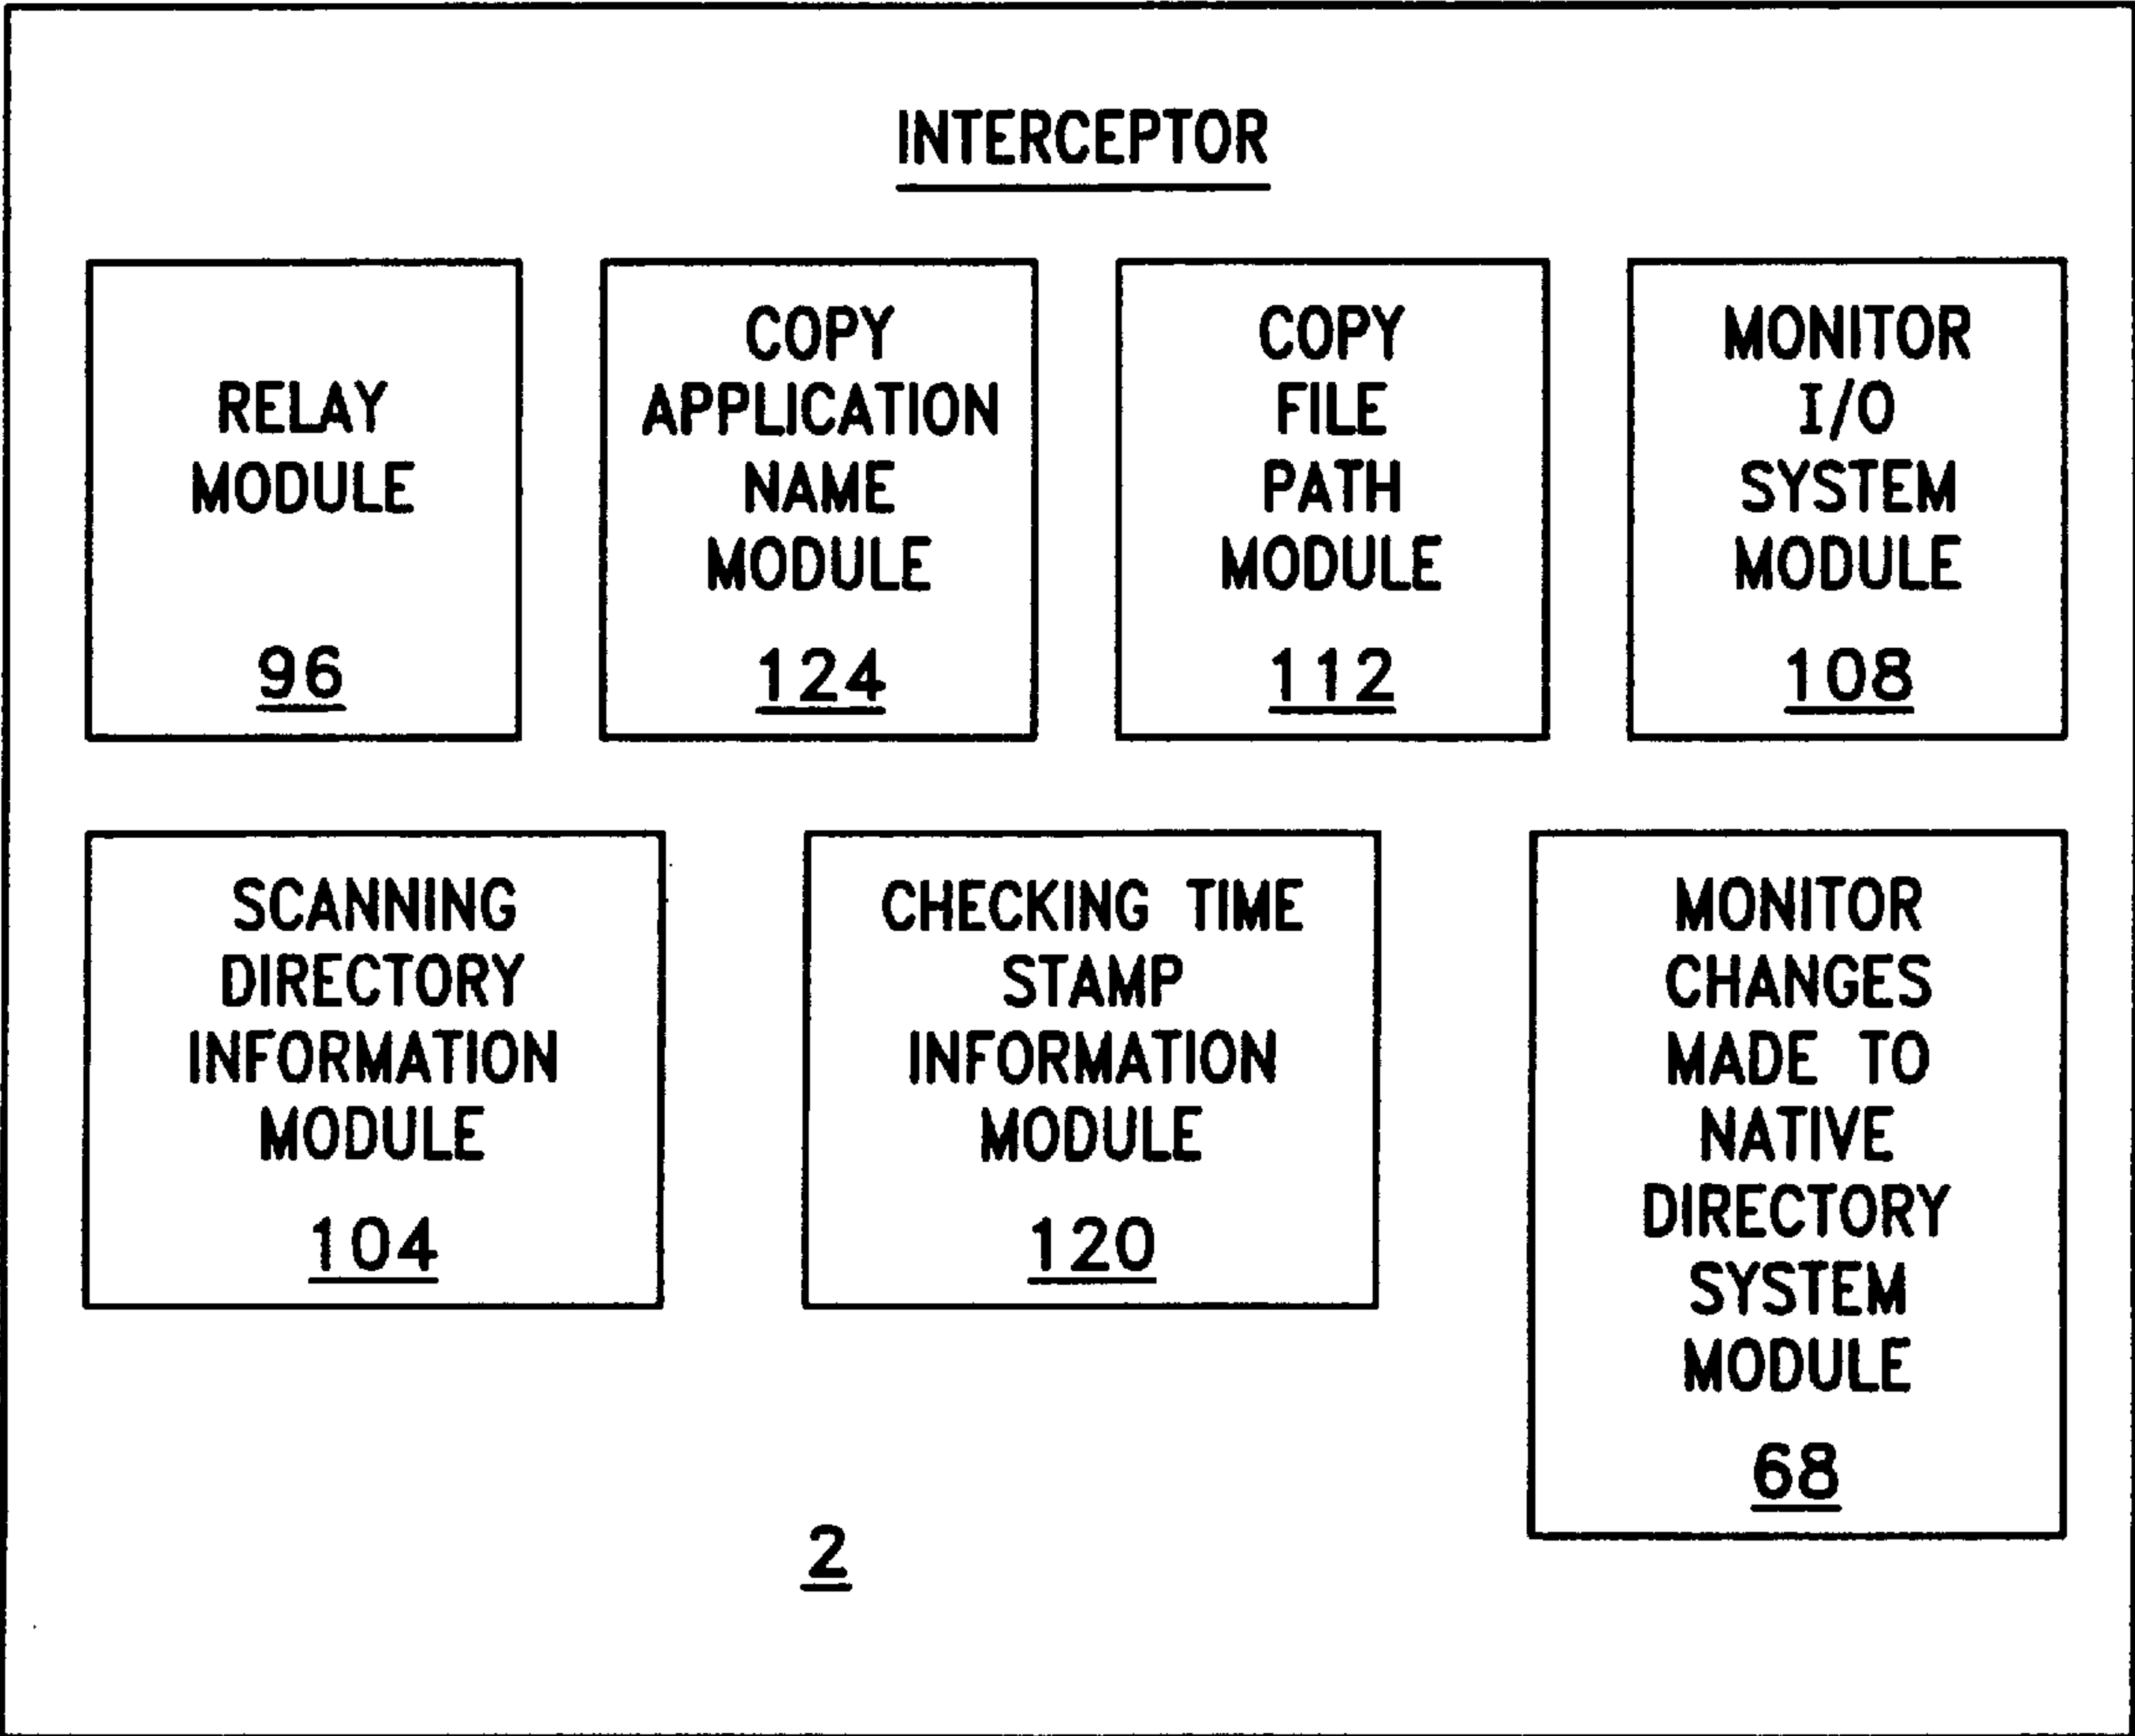 INTERCEPTOR
RELAY
MODULE
96
COPY
APPLICATION
NAME
MODULE
124
COPY
FILE
PATH
MODULE
112
MONITOR
I/O
SYSTEM
MODULE
108
SCANNING
DIRECTORY
INFORMATION
MODULE
104
CHECKING TIME
STAMP
INFORMATION
MODULE
120
MONITOR
CHANGES
MADE TO
NATIVE
DIRECTORY
SYSTEM
MODULE
68
2